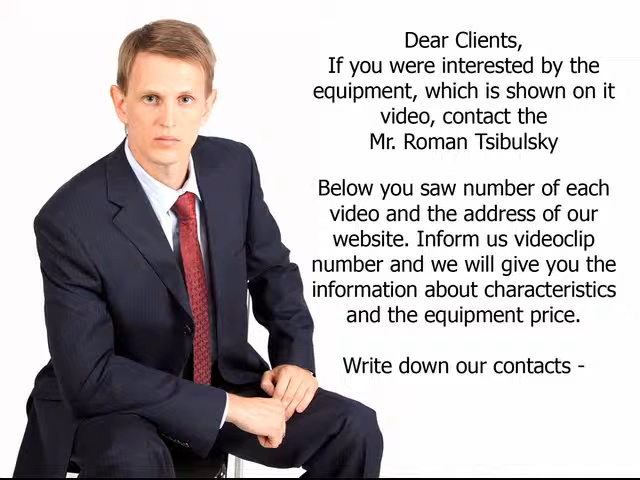 Dear Clients,
If you were interested by the
equipment, which is shown on it
video, contact the
Mr. Roman Tsibulsky
Below you saw number of each
video and the address of our
website. Inform us videoclip
number and we will give you the
information about characteristics
and the equipment price.
Write down our contacts -